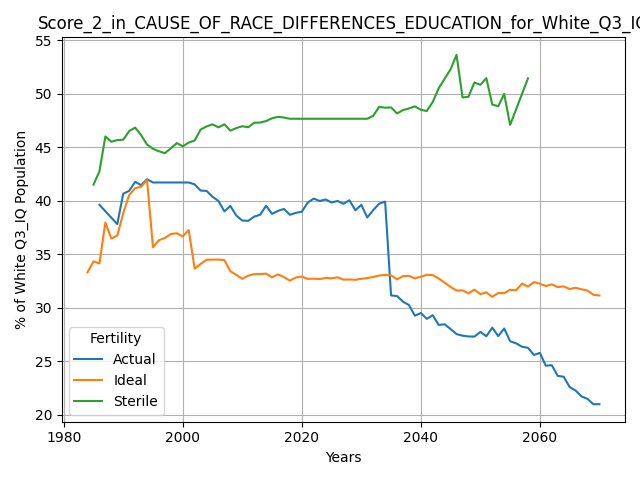 Score_2_in_CAUSE_OF_RACE_DIFFERENCES_EDUCATION_for_White_Q3_IQ
55
50
45
40
35
30
25
20
% of White Q3_IQ Population
Fertility
Actual
Ideal
Sterile
1980 2000 2020 2040 2060
Years